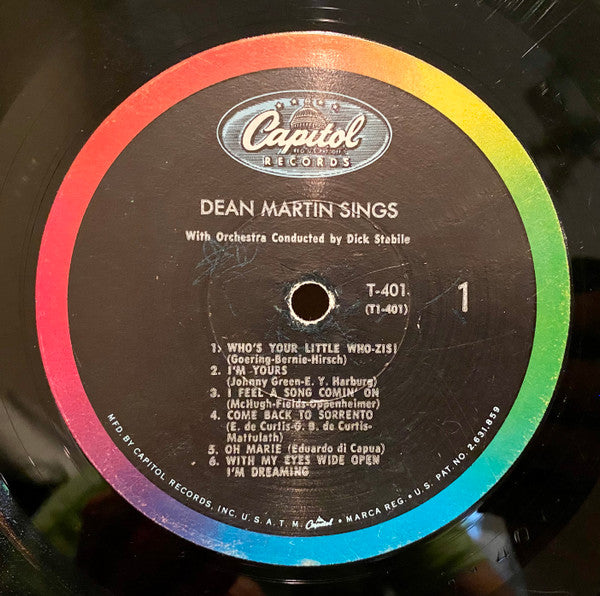 Capitol
RECORDS
DEAN MARTIN SINGS
With Orchestra Conducted by Dick Stabile
T-401
(T1-401)
1
1. WHO'S YOUR LITTLE WHO-ZIS!
(Goering-Bernie-Hirsch)
2. I'M YOURS
(Johnny Green-E. Y. Harburg)
3. I FEEL A SONG COMIN' ON
(McHugh-Fields-Oppenheimer)
4. COME BACK TO SORRENTO
(E. de Curtis-G. B. de Curtis-
Mattulath)
5. OH MARIE (Eduardo di Capua)
6. WITH MY EYES WIDE OPEN
I'M DREAMING
MFD. BY CAPITOL RECORDS, INC. U. S. A. T. M. Capitol • MARCA REG. • U. S. PAT. NO. 2,631,859